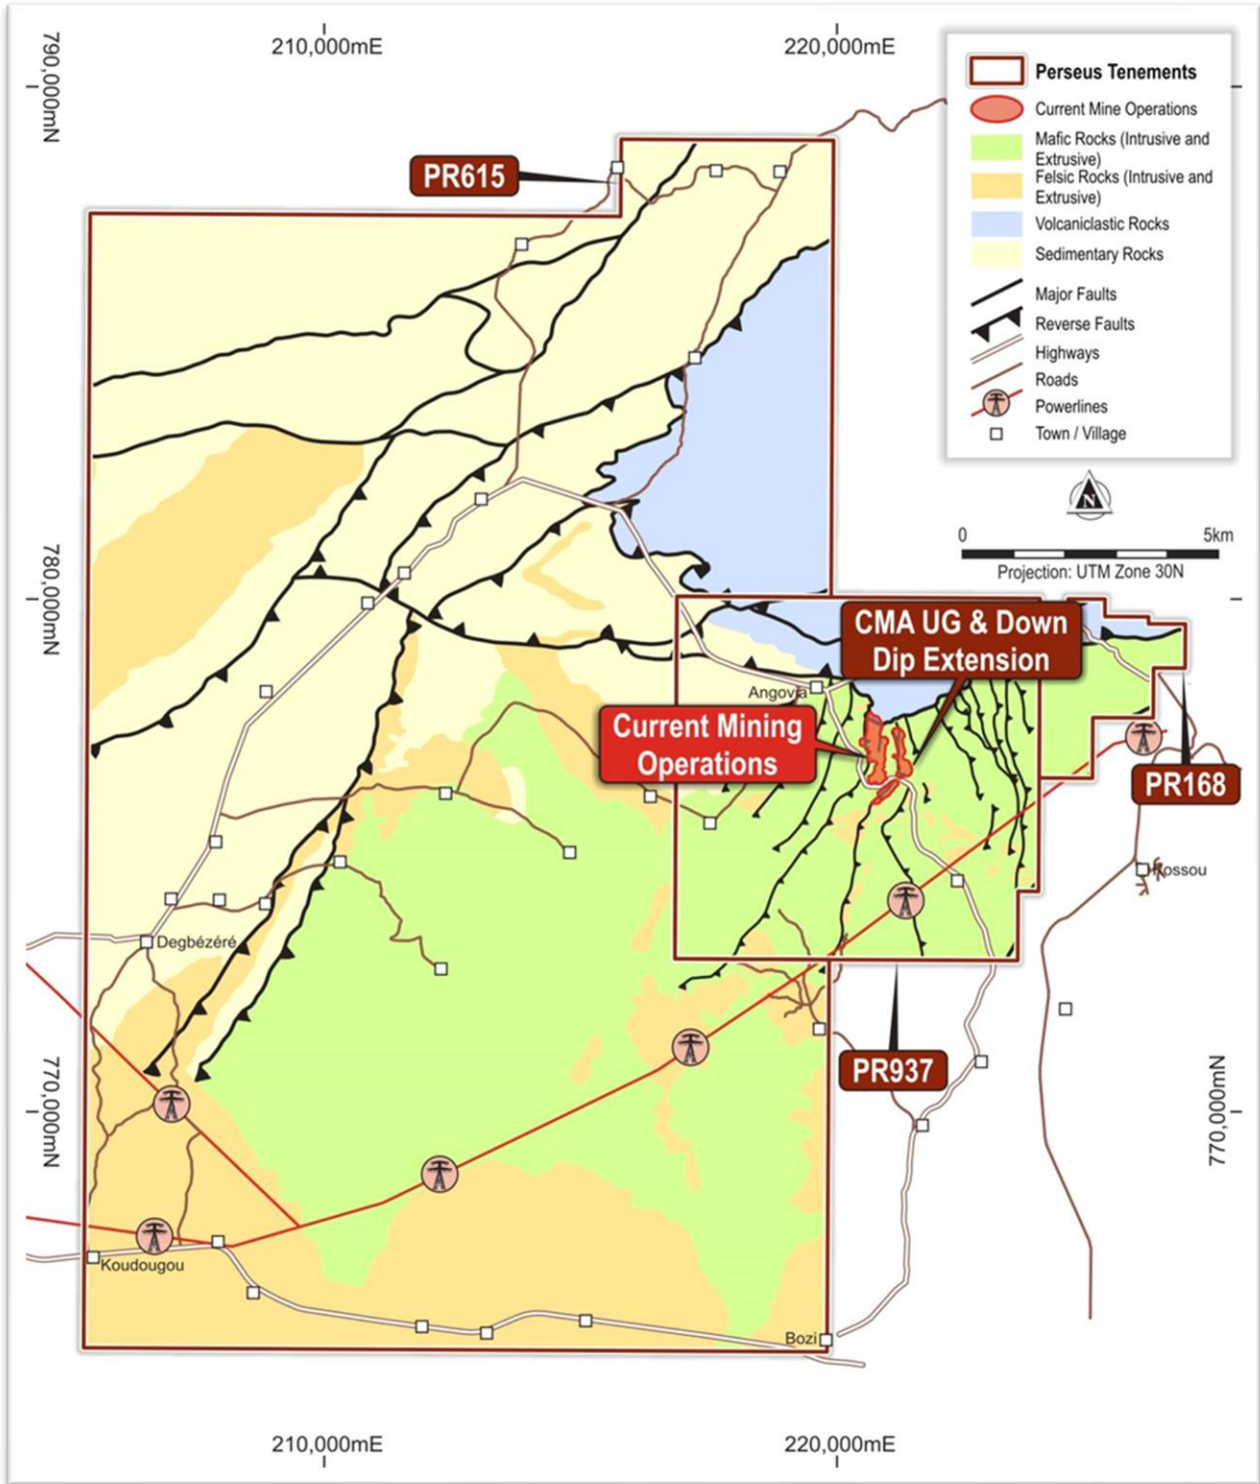 210,000mE
220,000mE
790,000mN
Perseus Tenements
Current Mine Operations
Mafic Rocks (Intrusive and
Extrusive)
Felsic Rocks (Intrusive and
Extrusive)
Volcaniclastic Rocks
Sedimentary Rocks
Major Faults
Reverse Faults
Highways
Roads
Powerlines
Town / Village
PR615
N
0
5km
Projection: UTM Zone 30N
780,000mN
CMA UG & Down
Dip Extension
Angovia
Current Mining
Operations
PR168
Kossou
Degbézéré
PR937
770,000mN
770,000mN
Koudougou
Bozi
210,000mE
220,000mE